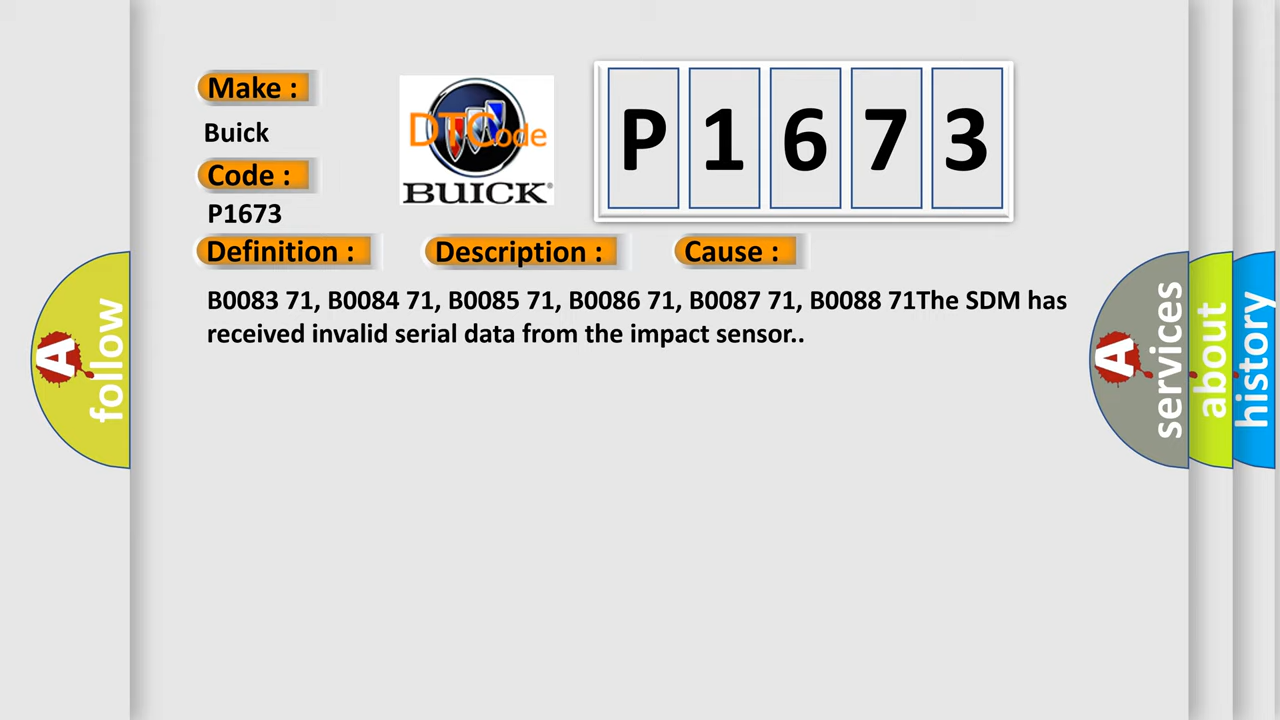 Make :
Buick
Code :
P1673
DTCode
BUICK
P 1 6 7 3
Definition :
Description :
Cause :
B0083 71, B0084 71, B0085 71, B0086 71, B0087 71, B0088 71The SDM has
received invalid serial data from the impact sensor..
A
follow
A
services
about
history